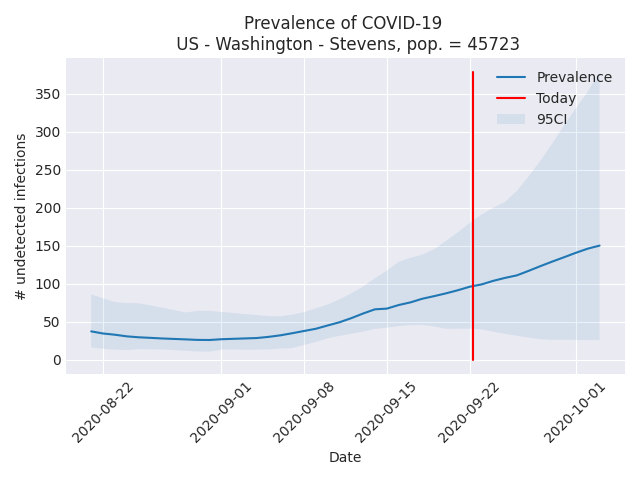 Prevalence of COVID-19
US - Washington - Stevens, pop. = 45723
Prevalence
Today
95CI
# undetected infections
350
300
250
200
150
100
50
0
2020-08-22
2020-09-01
2020-09-08
2020-09-15
2020-09-22
2020-10-01
Date